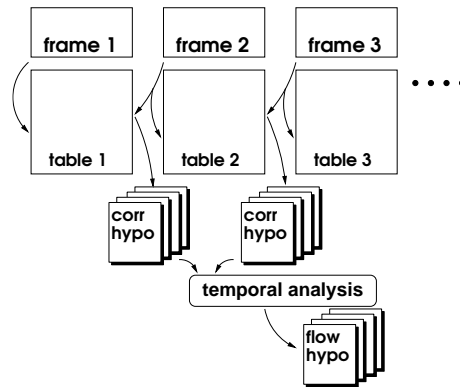 frame 1
frame 2
frame 3
table 1
table 2
table 3
corr
hypo
corr
hypo
temporal analysis
flow
hypo